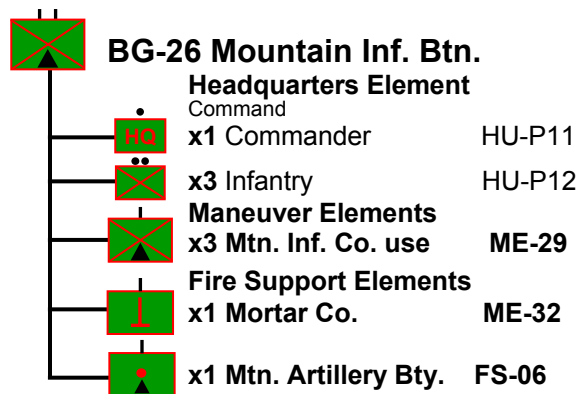 BG-26 Mountain Inf. Btn.
Headquarters Element
Command
HQ x1 Commander HU-P11
x3 Infantry HU-P12
Maneuver Elements
x3 Mtn. Inf. Co. use ME-29
Fire Support Elements
x1 Mortar Co. ME-32
x1 Mtn. Artillery Bty. FS-06